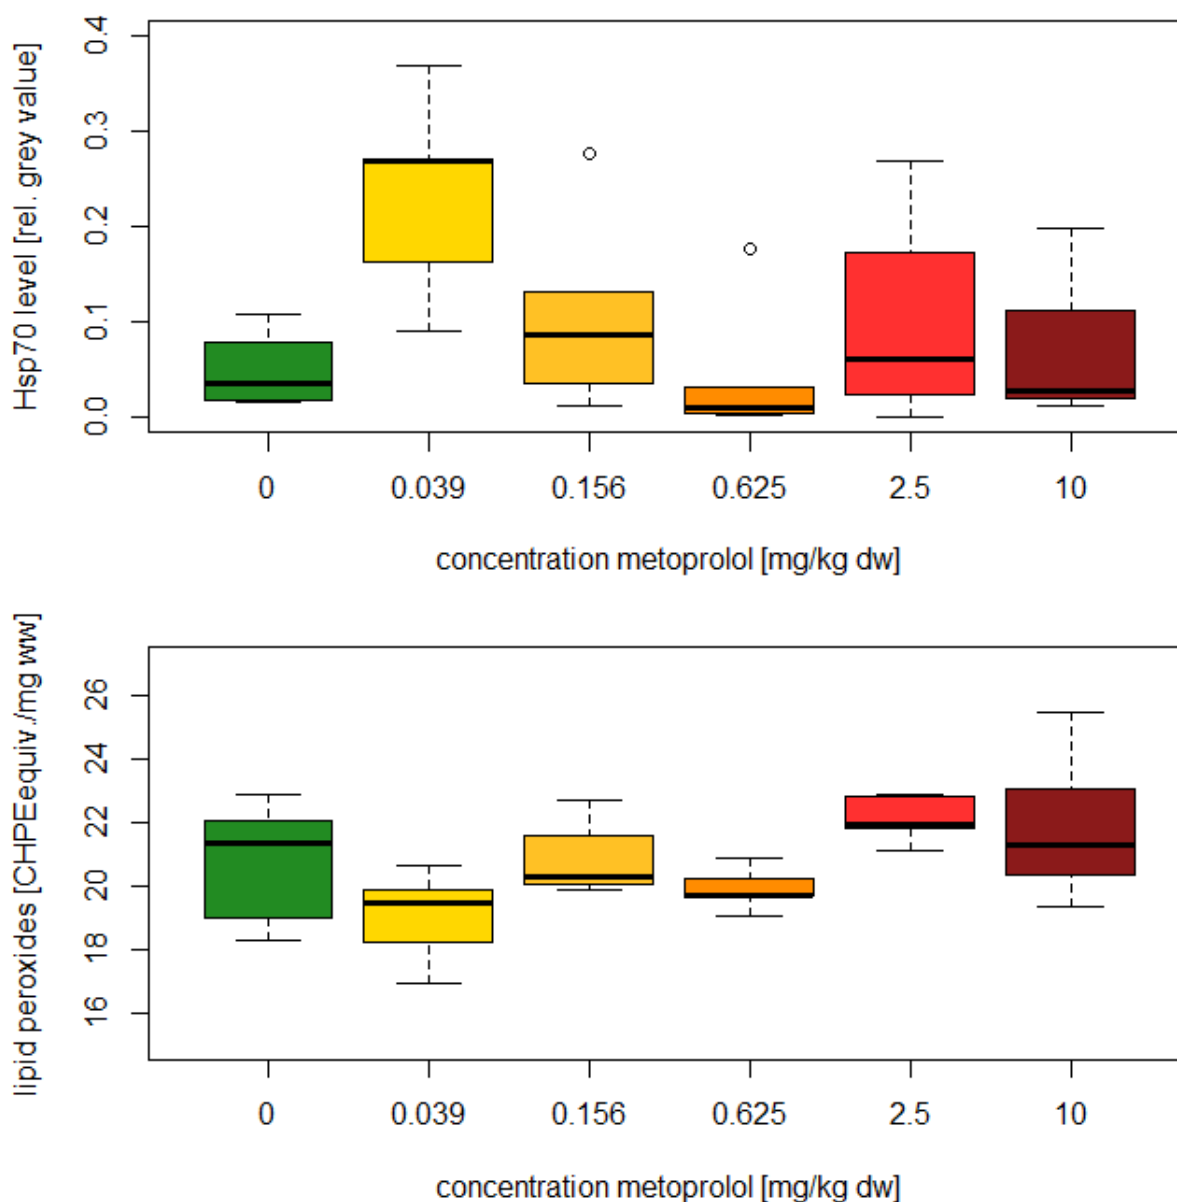 Hsp70 level [rel. grey value]
0.4
0.3
0.2
0.1
0.0
0 0.039 0.156 0.625 2.5 10
concentration metoprolol [mg/kg dw]
lipid peroxides [CHPEequiv./mg ww]
26
24
22
20
18
16
0 0.039 0.156 0.625 2.5 10
concentration metoprolol [mg/kg dw]